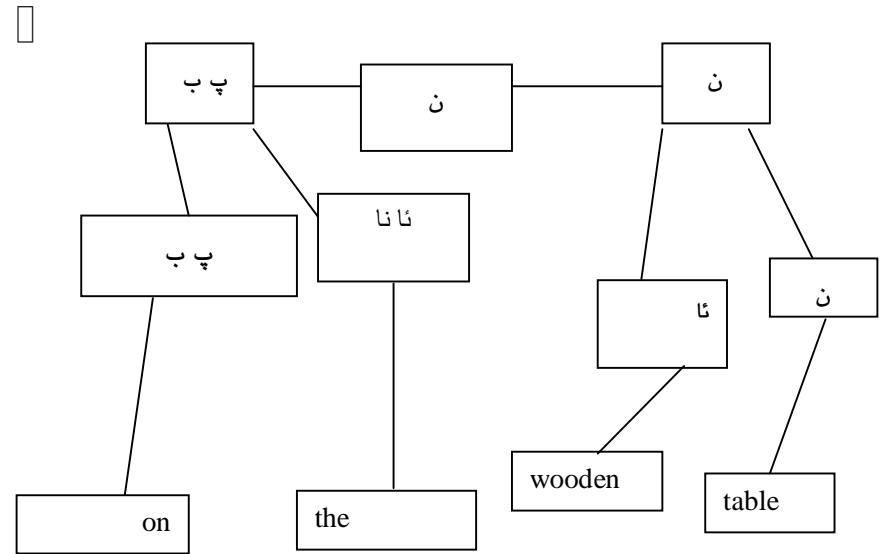 پ ب
ن
ن
ئا نا
پ ب
ن
ئا
wooden
table
the
on